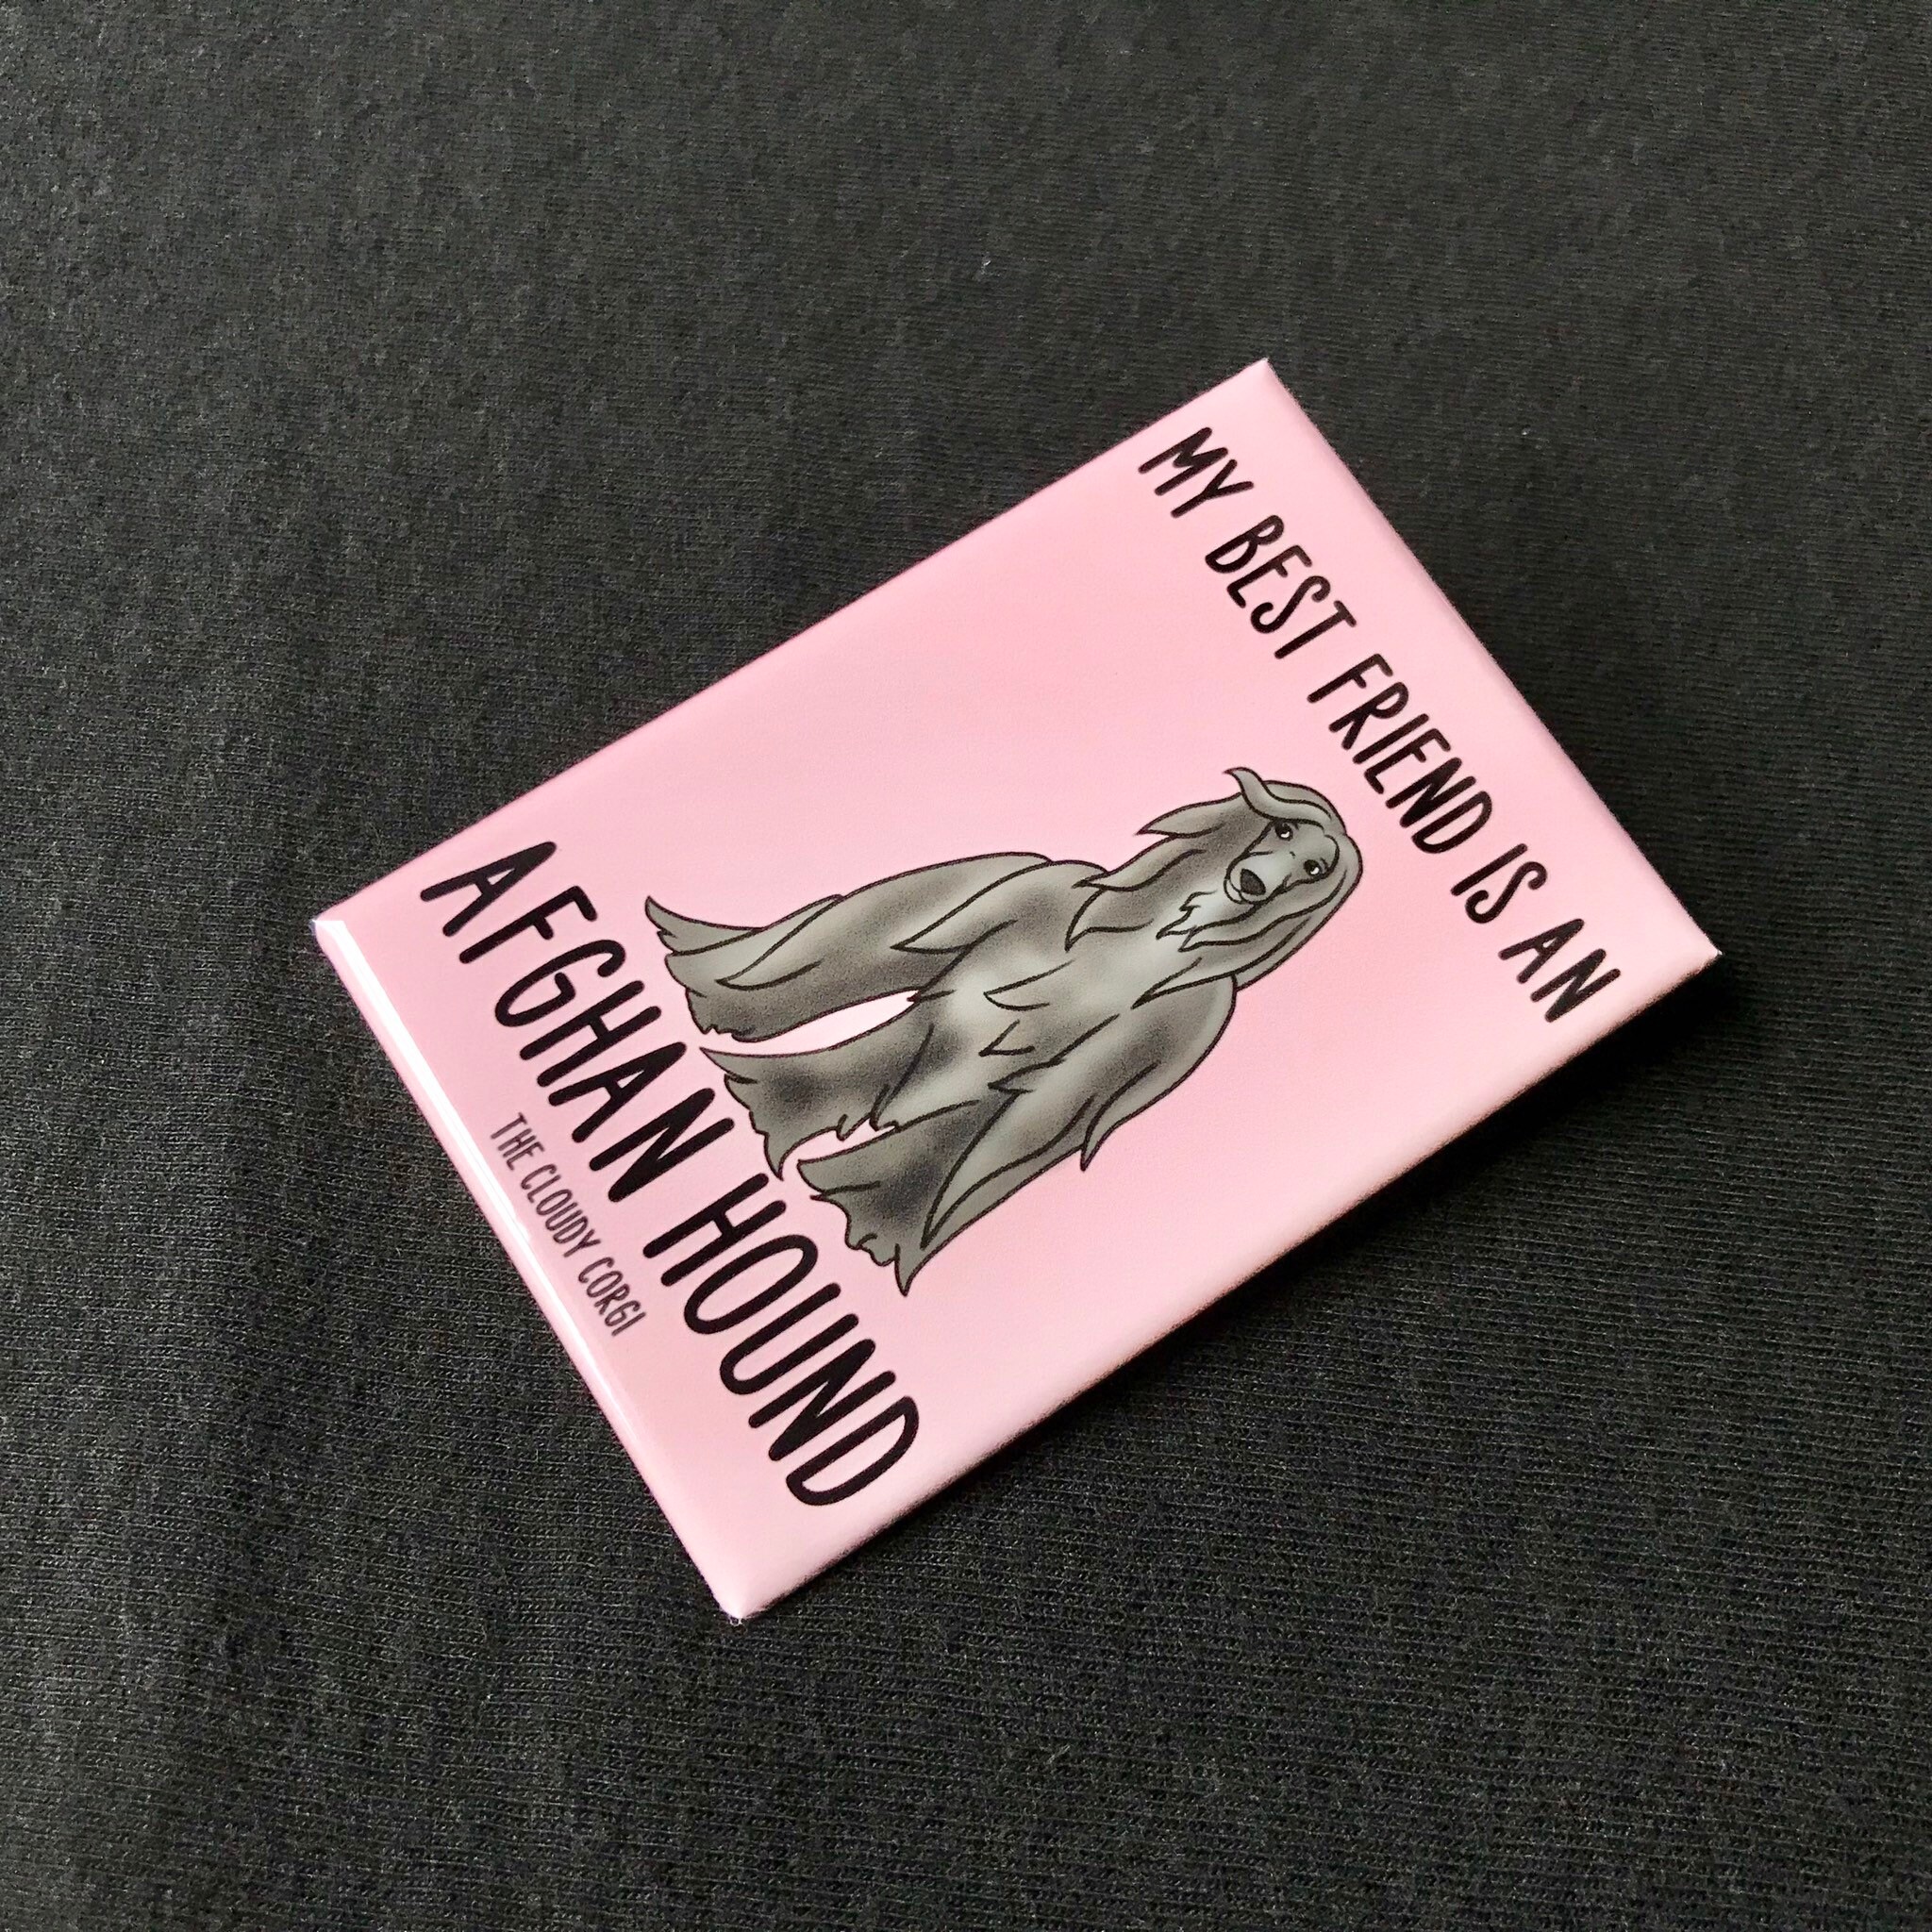 MY BEST FRIEND IS AN
AFGHAN HOUND
THE CLOUDY CORGI